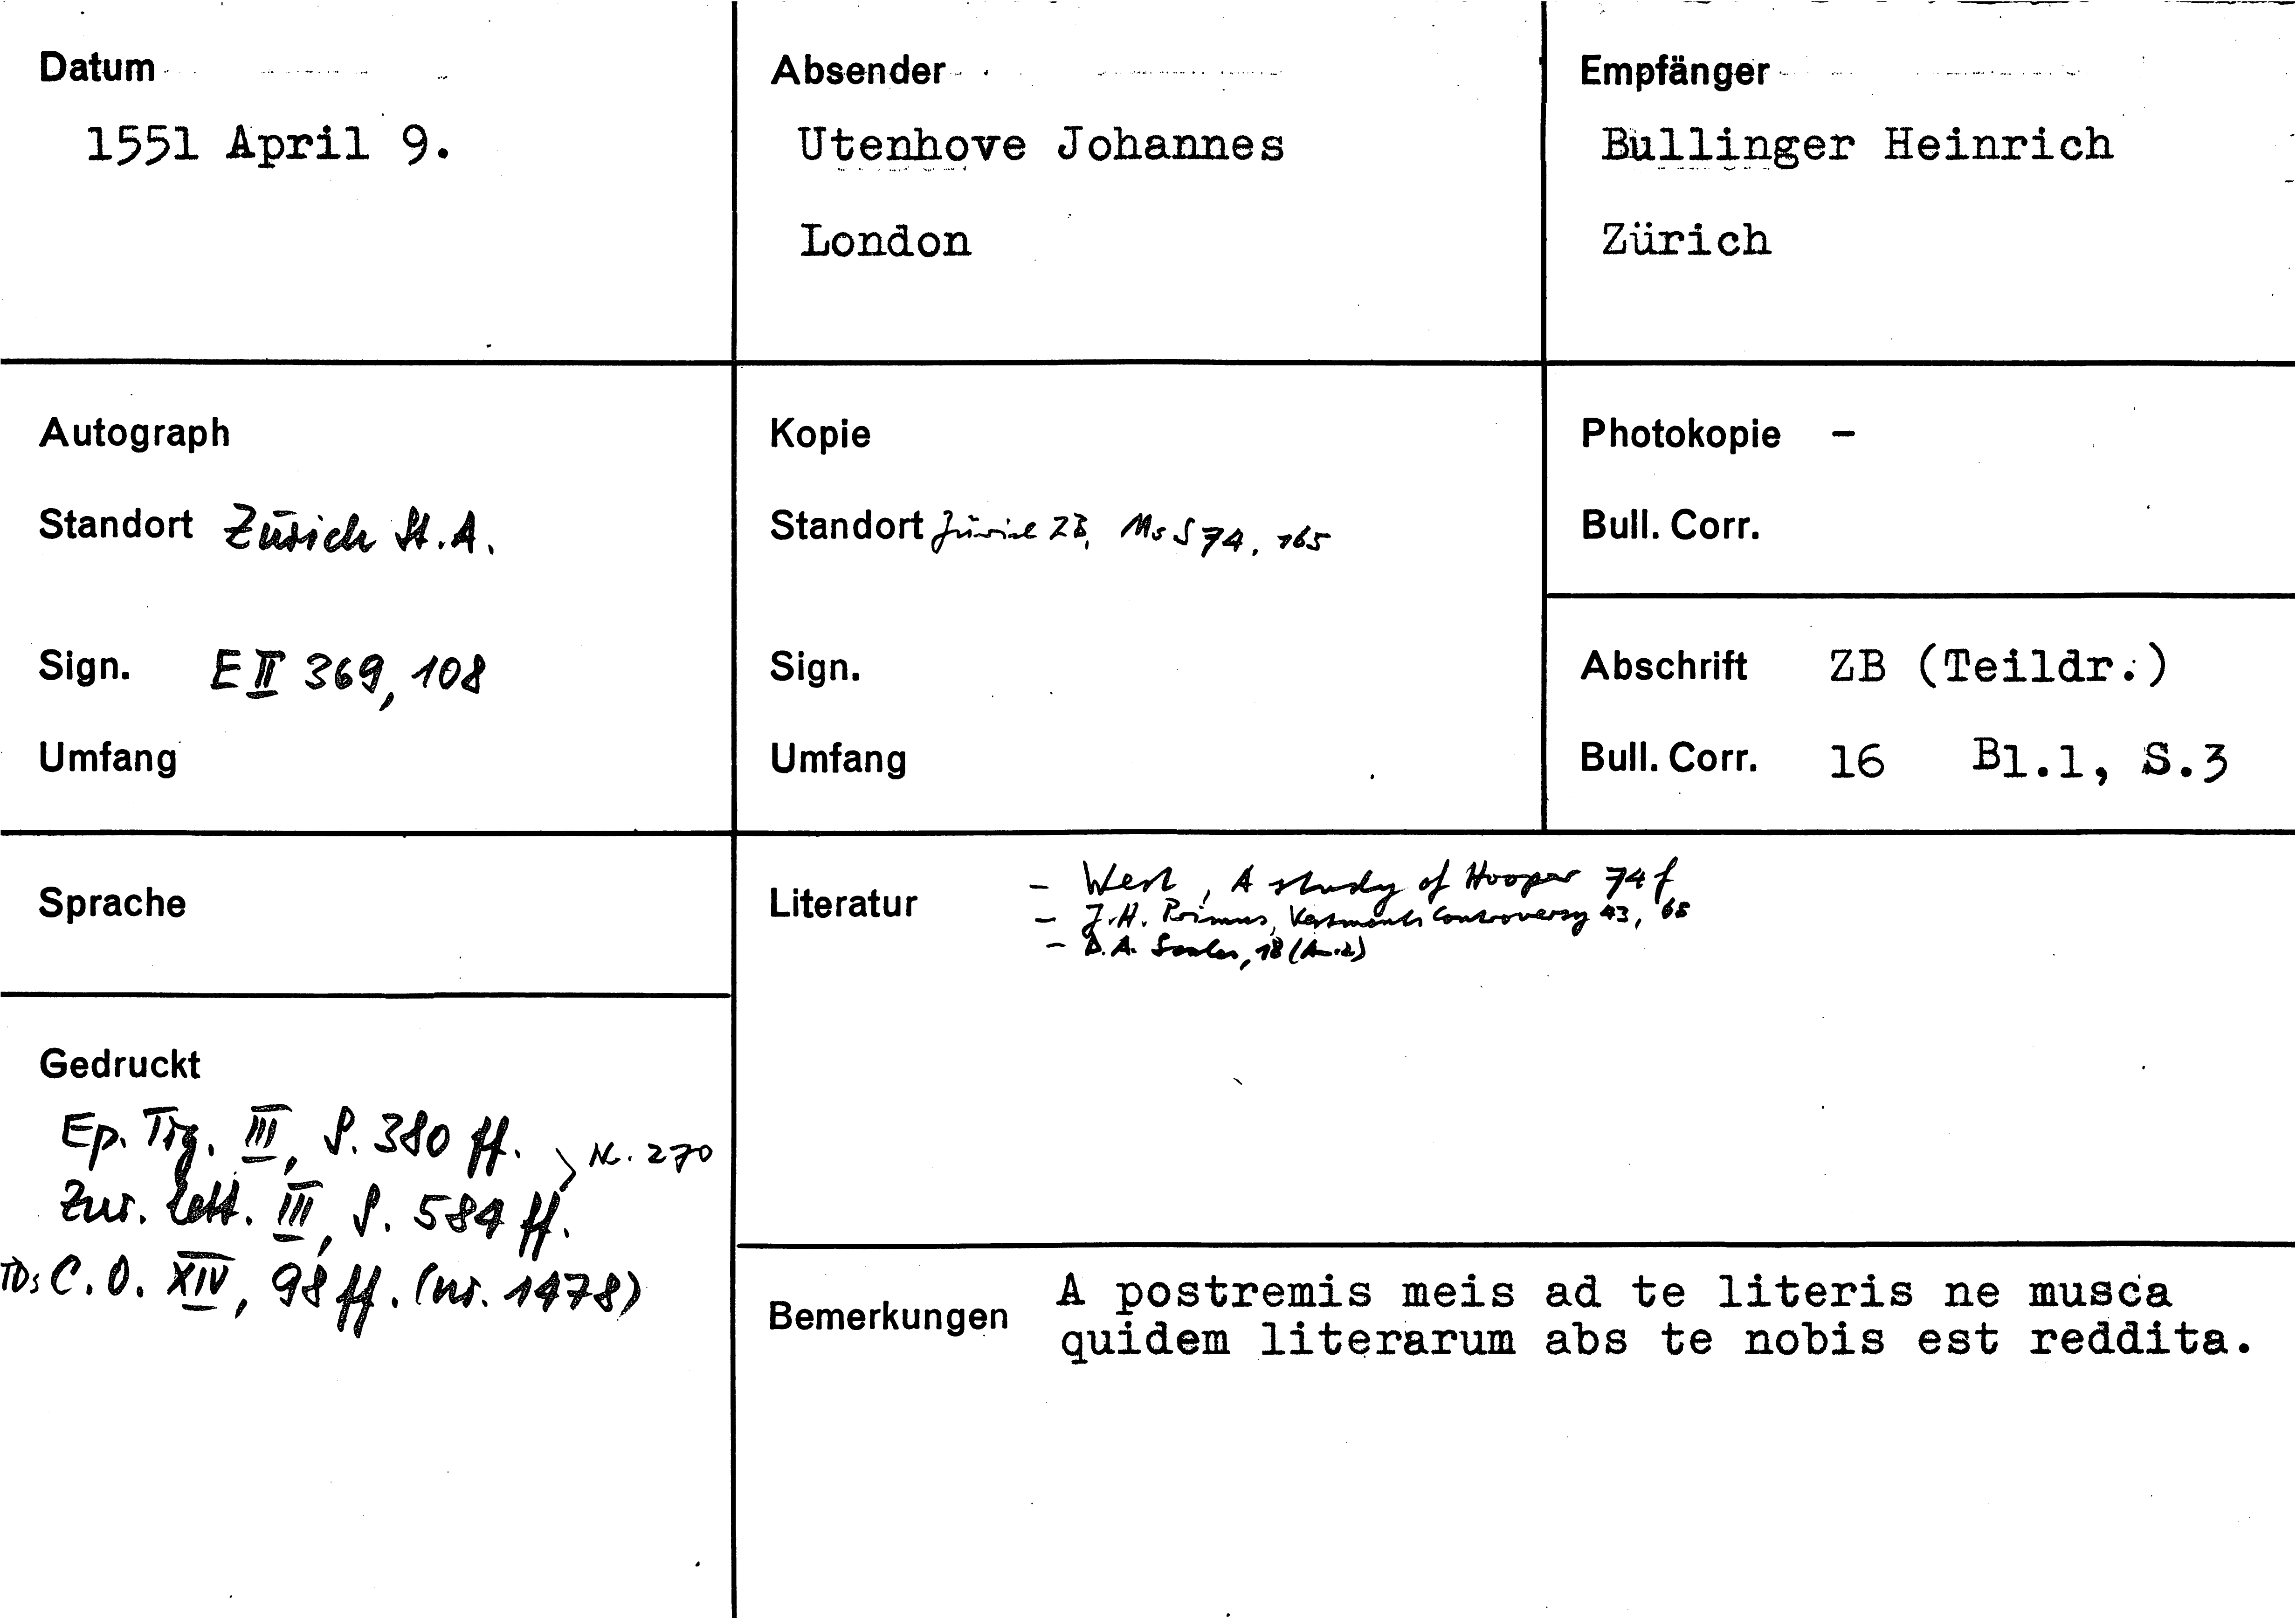 Datum
1551 April 9.
Absender
Utenhove Johannes
London
Empfänger
Bullinger Heinrich
Zürich
Autograph
Standort Zürich St.A.
Sign. E II 369, 108
Umfang
Kopie
Standort Zürich ZB, Ms S 74, 165
Sign.
Umfang
Photokopie –
Bull. Corr.
Abschrift ZB (Teildr.)
Bull. Corr. 16 Bl.1, S.3
Sprache
Literatur
– West, A study of Hooper 74 f
– J.H. Primus, Vestments Controversy 43, 65
– 18
Gedruckt
Ep. Tig. III, S. 380 ff. Nr. 270
Zur. Lett. III, S. 584 ff.
TD: C.O. XIV, 98 ff. (nr. 1478)
Bemerkungen
A postremis meis ad te literis ne musca
quidem literarum abs te nobis est reddita.